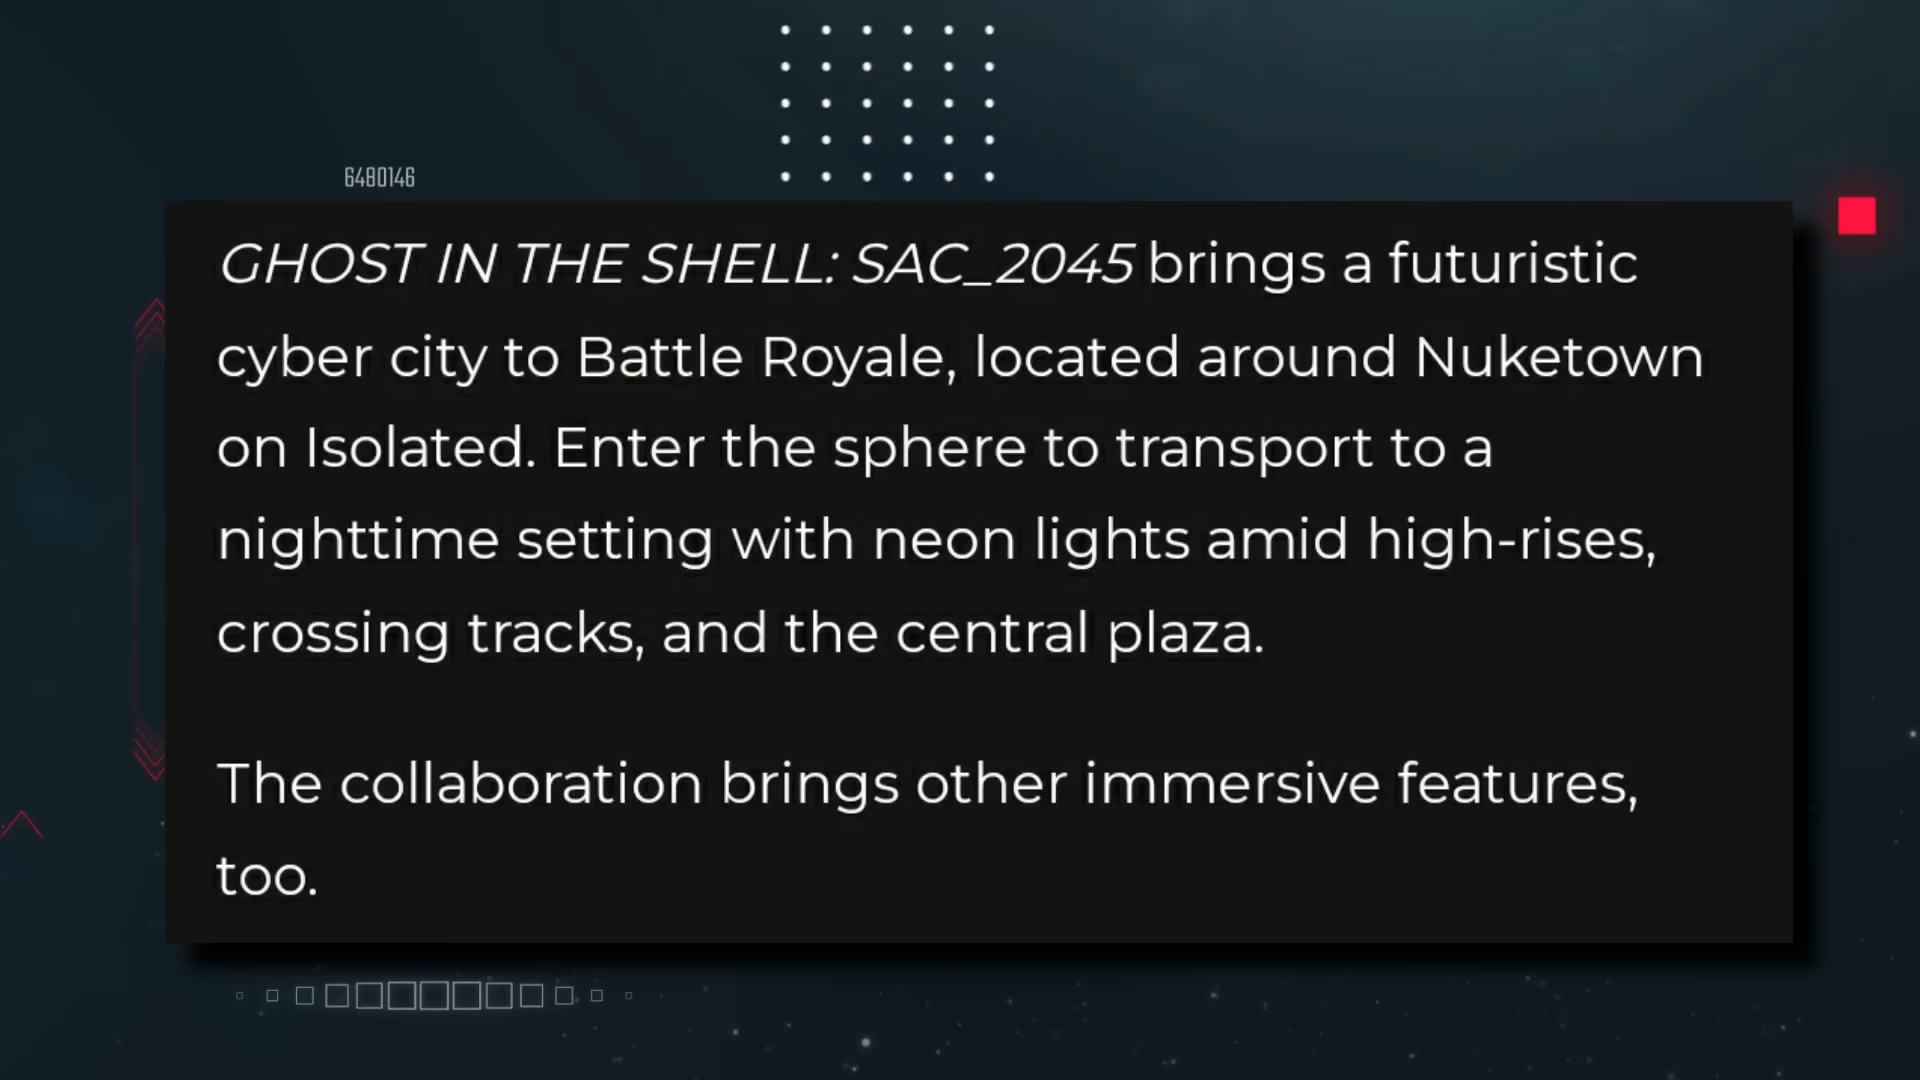 6480146
GHOST IN THE SHELL: SAC_2045 brings a futuristic
cyber city to Battle Royale, located around Nuketown
on Isolated. Enter the sphere to transport to a
nighttime setting with neon lights amid high-rises,
crossing tracks, and the central plaza.
The collaboration brings other immersive features,
too.